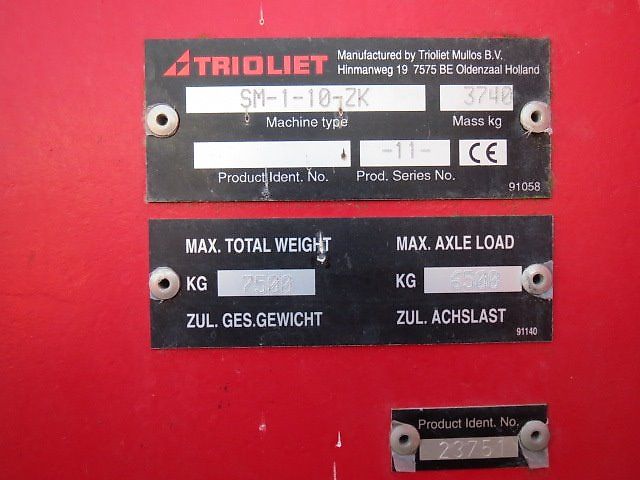 TRIOLIET
Manufactured by Trioliet Mullos B.V.
Hinmanweg 19 7575 BE Oldenzaal Holland
SM-1-10-ZK 3740
Machine type Mass kg
-11- CE
Product Ident. No. Prod. Series No.
91058
MAX. TOTAL WEIGHT MAX. AXLE LOAD
KG 7500 KG 6500
ZUL. GES.GEWICHT ZUL. ACHSLAST
91140
Product Ident. No.
23751